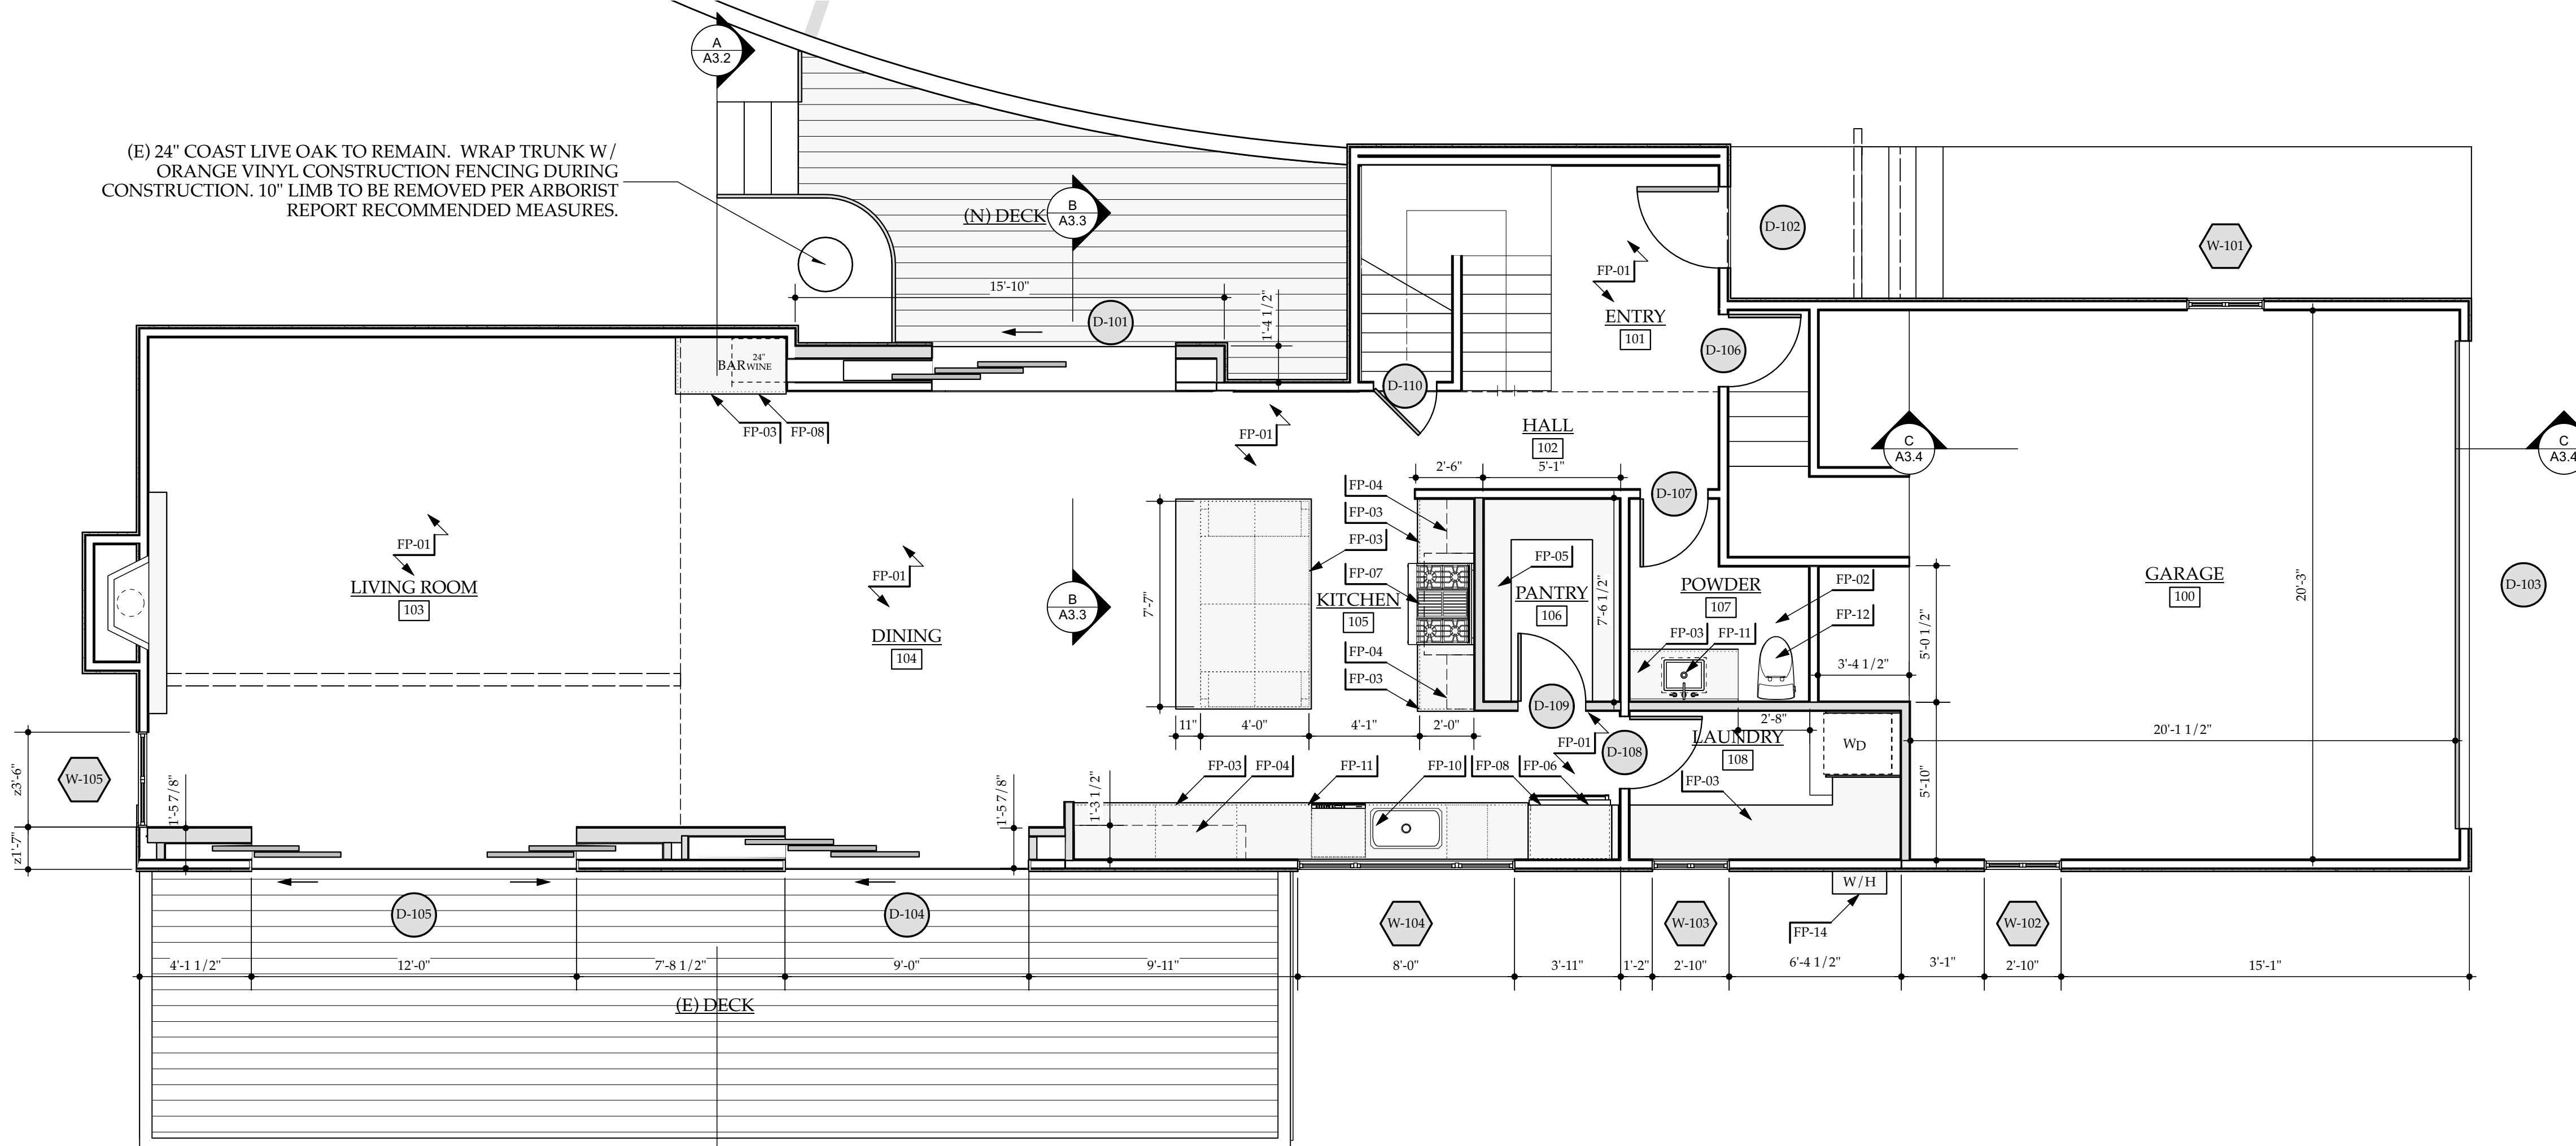 A
A3.2
(E) 24" COAST LIVE OAK TO REMAIN. WRAP TRUNK W/
ORANGE VINYL CONSTRUCTION FENCING DURING
CONSTRUCTION. 10" LIMB TO BE REMOVED PER ARBORIST
REPORT RECOMMENDED MEASURES.
(N) DECK
B
A3.3
D-102
W-101
FP-01
15'-10"
1'-4 1/2"
D-101
ENTRY
101
D-106
BAR
24"
WINE
D-110
FP-03
FP-08
FP-01
HALL
102
C
A3.4
C
A3.4
2'-6"
5'-1"
FP-04
D-107
FP-03
FP-03
FP-01
FP-01
FP-05
FP-07
FP-02
LIVING ROOM
103
B
A3.3
7'-7"
KITCHEN
105
PANTRY
106
7'-6 1/2"
POWDER
107
FP-12
GARAGE
100
20'-3"
D-103
DINING
104
FP-03
FP-11
5'-0 1/2"
FP-04
FP-03
3'-4 1/2"
D-109
11"
4'-0"
4'-1"
2'-0"
2'-8"
FP-01
D-108
LAUNDRY
108
WD
20'-1 1/2"
W-105
z3'-6"
FP-03
FP-04
FP-11
FP-10
FP-08
FP-06
FP-03
5'-10"
1'-5 7/8"
1'-5 7/8"
1'-3 1/2"
z1'-7"
W/H
D-105
D-104
W-104
W-103
FP-14
W-102
4'-1 1/2"
12'-0"
7'-8 1/2"
9'-0"
9'-11"
8'-0"
3'-11"
1'-2"
2'-10"
6'-4 1/2"
3'-1"
2'-10"
15'-1"
(E) DECK